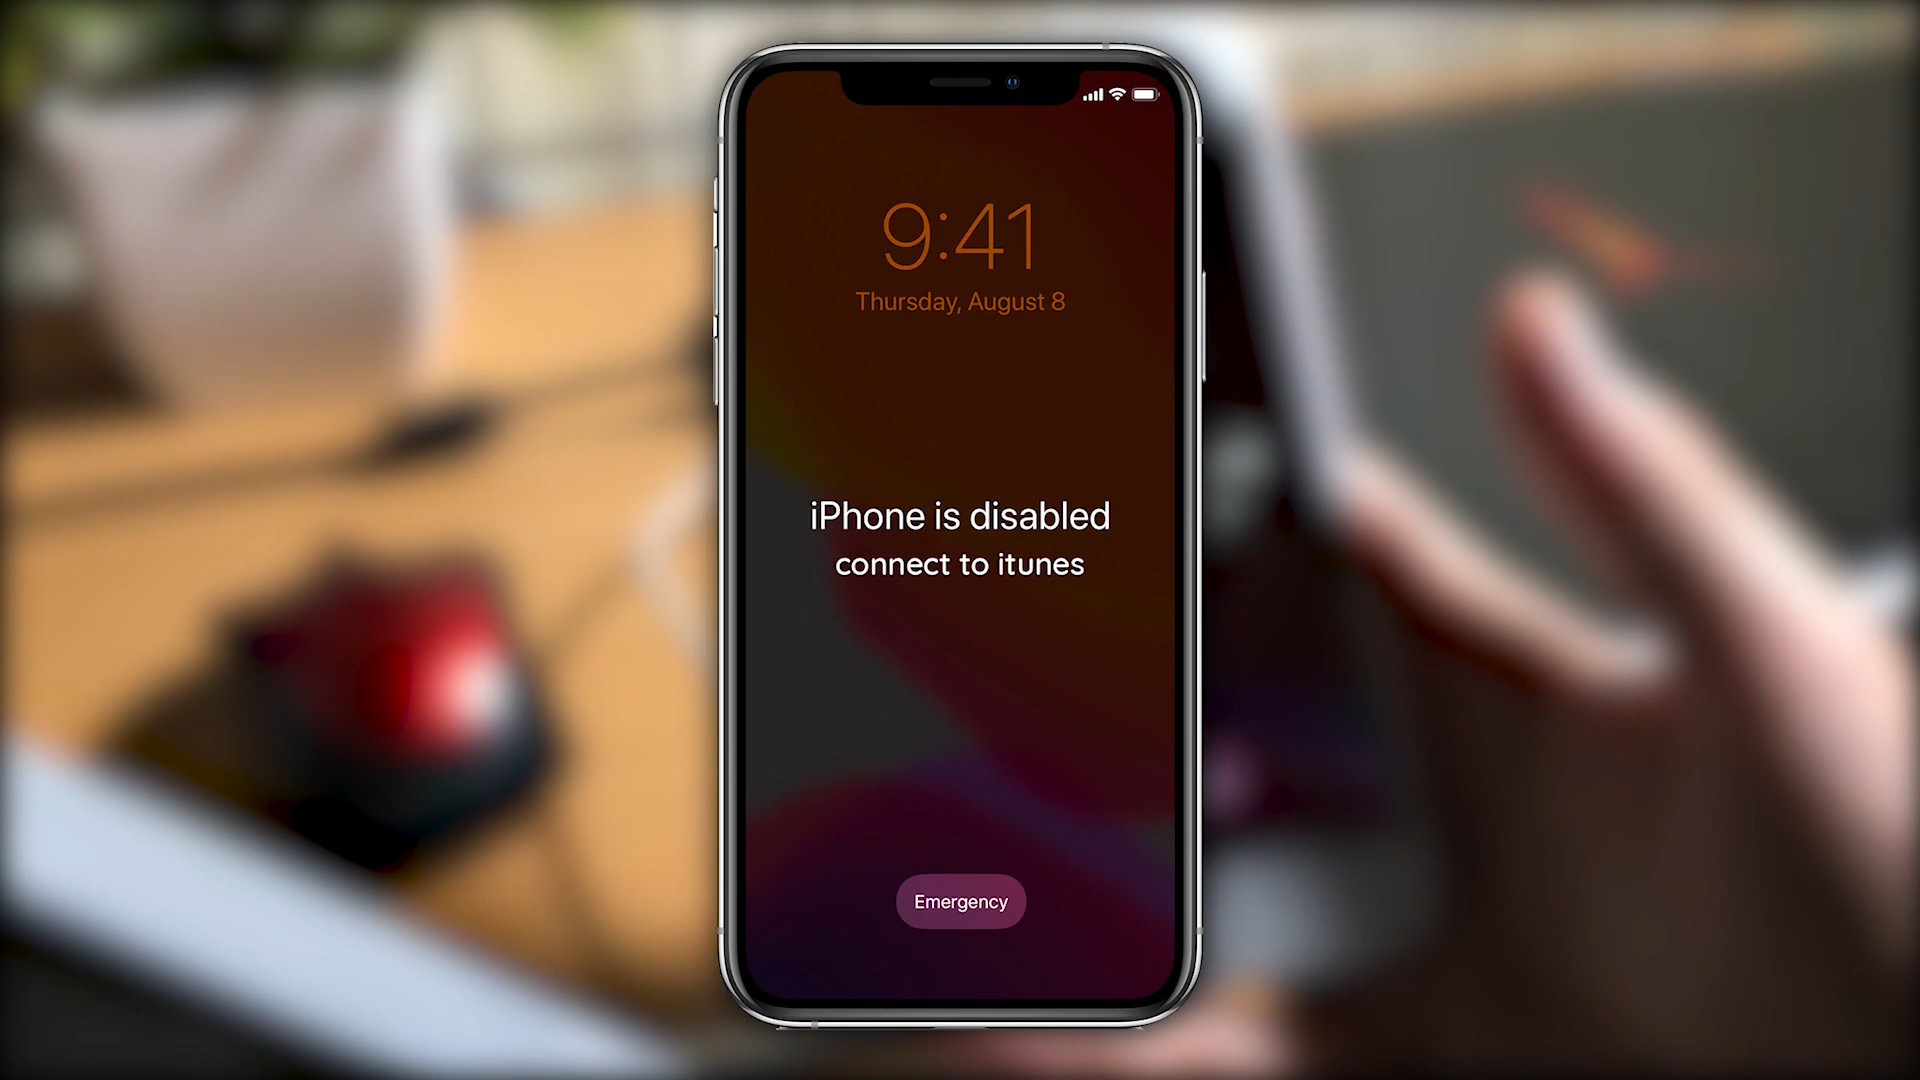 9:41
Thursday, August 8
iPhone is disabled
connect to itunes
Emergency